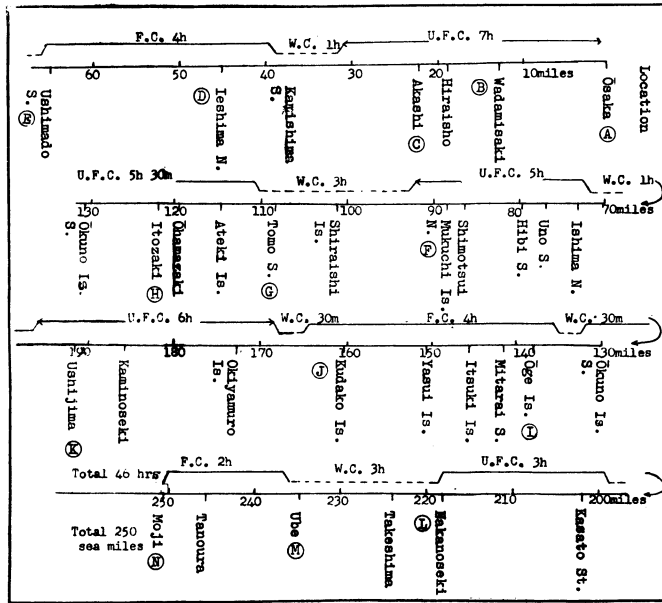 F.C. 4h W.C. 1h U.F.C. 7h
60 50 40 30 20 10miles
Location
Ōsaka Ⓐ
Wadamisaki Ⓑ
Hiraisho
Akashi Ⓒ
Kamishima S.
Ieshima N. Ⓓ
Ushimado S. Ⓔ
U.F.C. 5h 30m W.C. 3h U.F.C. 5h W.C. 1h
150 120 110 100 90 80 70miles
Ishima N.
Uno S.
Hibi S.
Shimotsui
Mukuchi Is.
N. Ⓕ
Shiraishi Is.
Tomo S. Ⓖ
Ateki Is.
Ōhamazaki
Itozaki Ⓗ
Ōkuno Is. S.
U.F.C. 6h W.C. 30m F.C. 4h W.C. 30m
190 180 170 160 150 140 130miles
Ōkuno Is. S.
Ōge Is. Ⓘ
Mitarai S.
Itsuki Is.
Yasui Is.
Kudako Is. Ⓙ
Okiyamuro Is.
Kaminoseki
Ushijima Ⓚ
Total 46 hrs F.C. 2h W.C. 3h U.F.C. 3h
250 240 230 220 210 200miles
Total 250
sea miles
Kasato St.
Nakanoseki Ⓛ
Takeshima
Ube Ⓜ
Tanoura
Moji Ⓝ